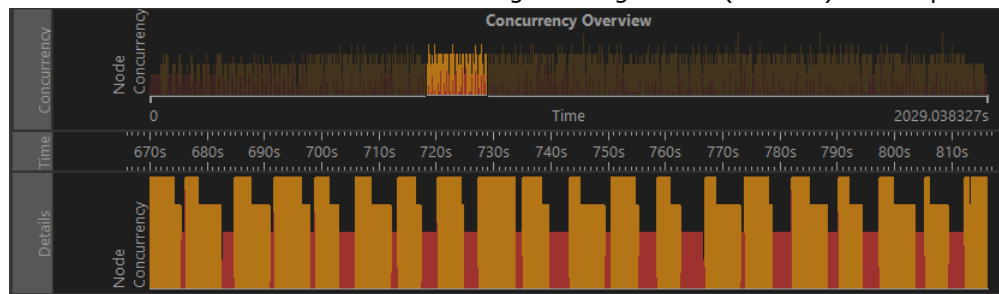 Concurrency Overview
Concurrency
Node
Concurrency
0
Time
2029.038327s
Time
670s 680s 690s 700s 710s 720s 730s 740s 750s 760s 770s 780s 790s 800s 810s
Details
Node
Concurrency